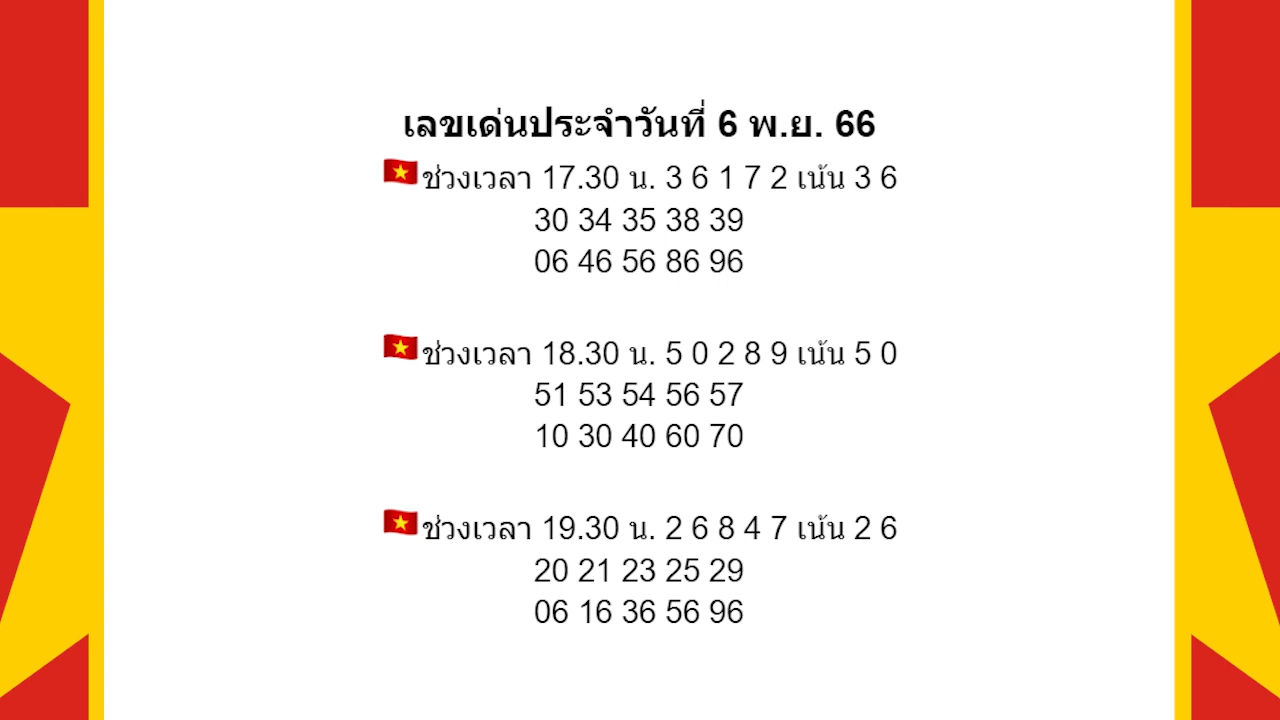 เลขเด่นประจำวันที่ 6 พ.ย. 66
ช่วงเวลา 17.30 น. 3 6 1 7 2 เน้น 3 6
30 34 35 38 39
06 46 56 86 96
ช่วงเวลา 18.30 น. 5 0 2 8 9 เน้น 5 0
51 53 54 56 57
10 30 40 60 70
ช่วงเวลา 19.30 น. 2 6 8 4 7 เน้น 2 6
20 21 23 25 29
06 16 36 56 96